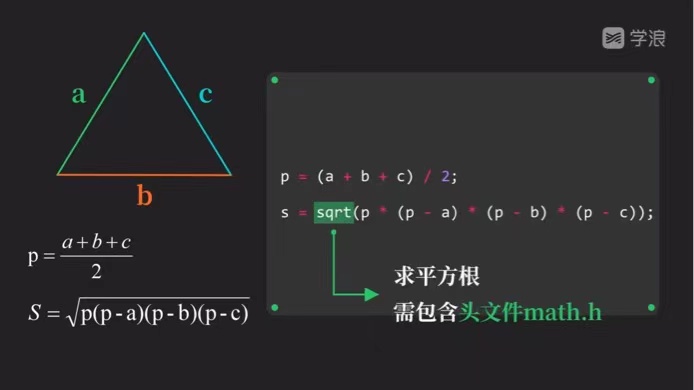 学浪
a
c
b
p = (a + b + c) / 2;
s = sqrt(p * (p - a) * (p - b) * (p - c));
p = \frac{a+b+c}{2}
S = \sqrt{p(p-a)(p-b)(p-c)}
求平方根
需包含头文件math.h